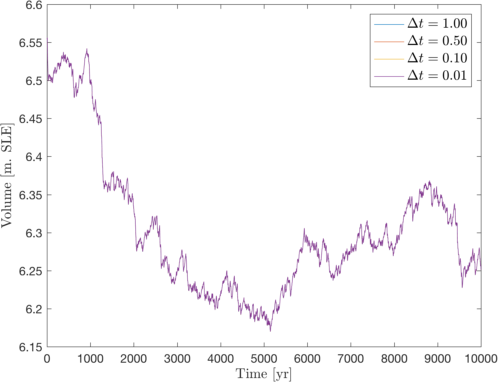 6.6
6.55
6.5
6.45
6.4
6.35
6.3
6.25
6.2
6.15
Volume [m. SLE]
Δt = 1.00
Δt = 0.50
Δt = 0.10
Δt = 0.01
0 1000 2000 3000 4000 5000 6000 7000 8000 9000 10000
Time [yr]